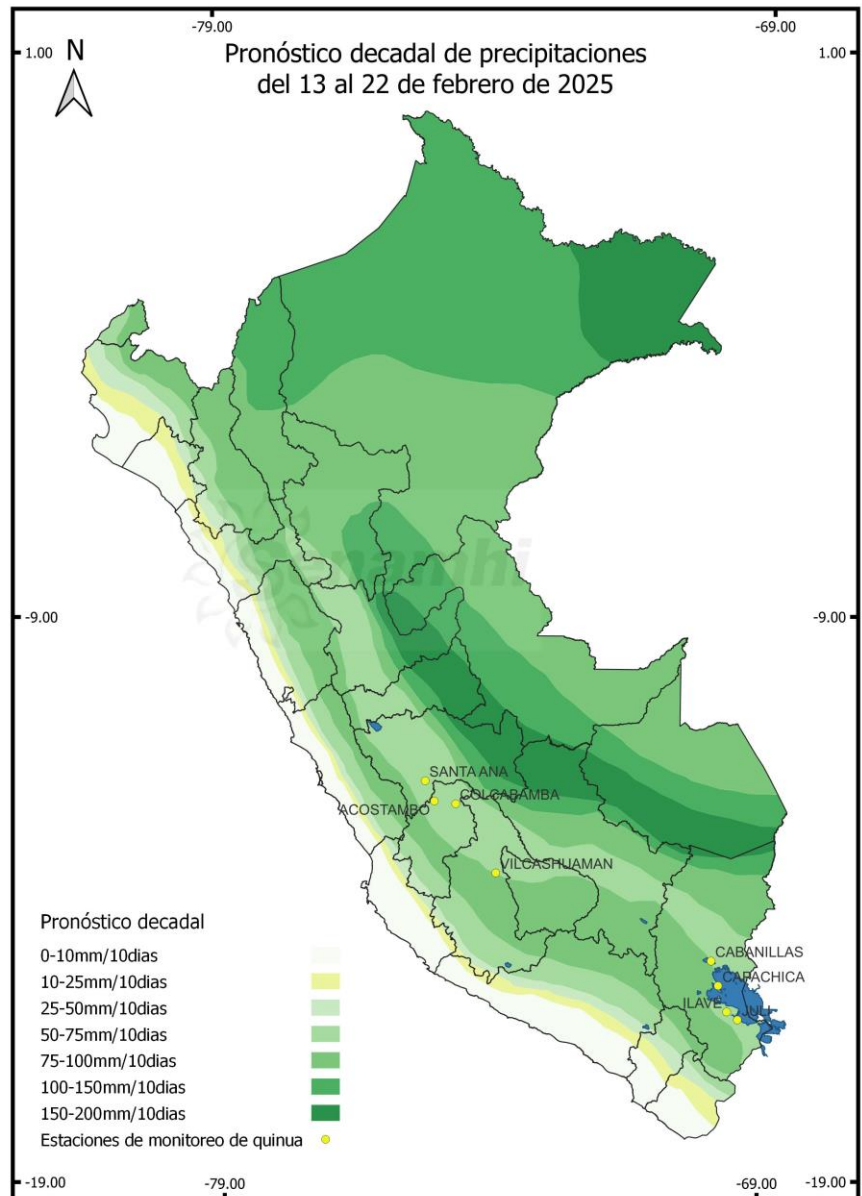 -79.00
-69.00
1.00
N
Pronóstico decadal de precipitaciones
del 13 al 22 de febrero de 2025
1.00
Senamhi
-9.00
-9.00
SANTA ANA
ACOSTAMBO
COLCABAMBA
VILCASHUAMAN
CABANILLAS
CAPACHICA
ILAVE
JULI
Pronóstico decadal
0-10mm/10dias
10-25mm/10dias
25-50mm/10dias
50-75mm/10dias
75-100mm/10dias
100-150mm/10dias
150-200mm/10dias
Estaciones de monitoreo de quinua
-19.00
-79.00
-69.00
-19.00